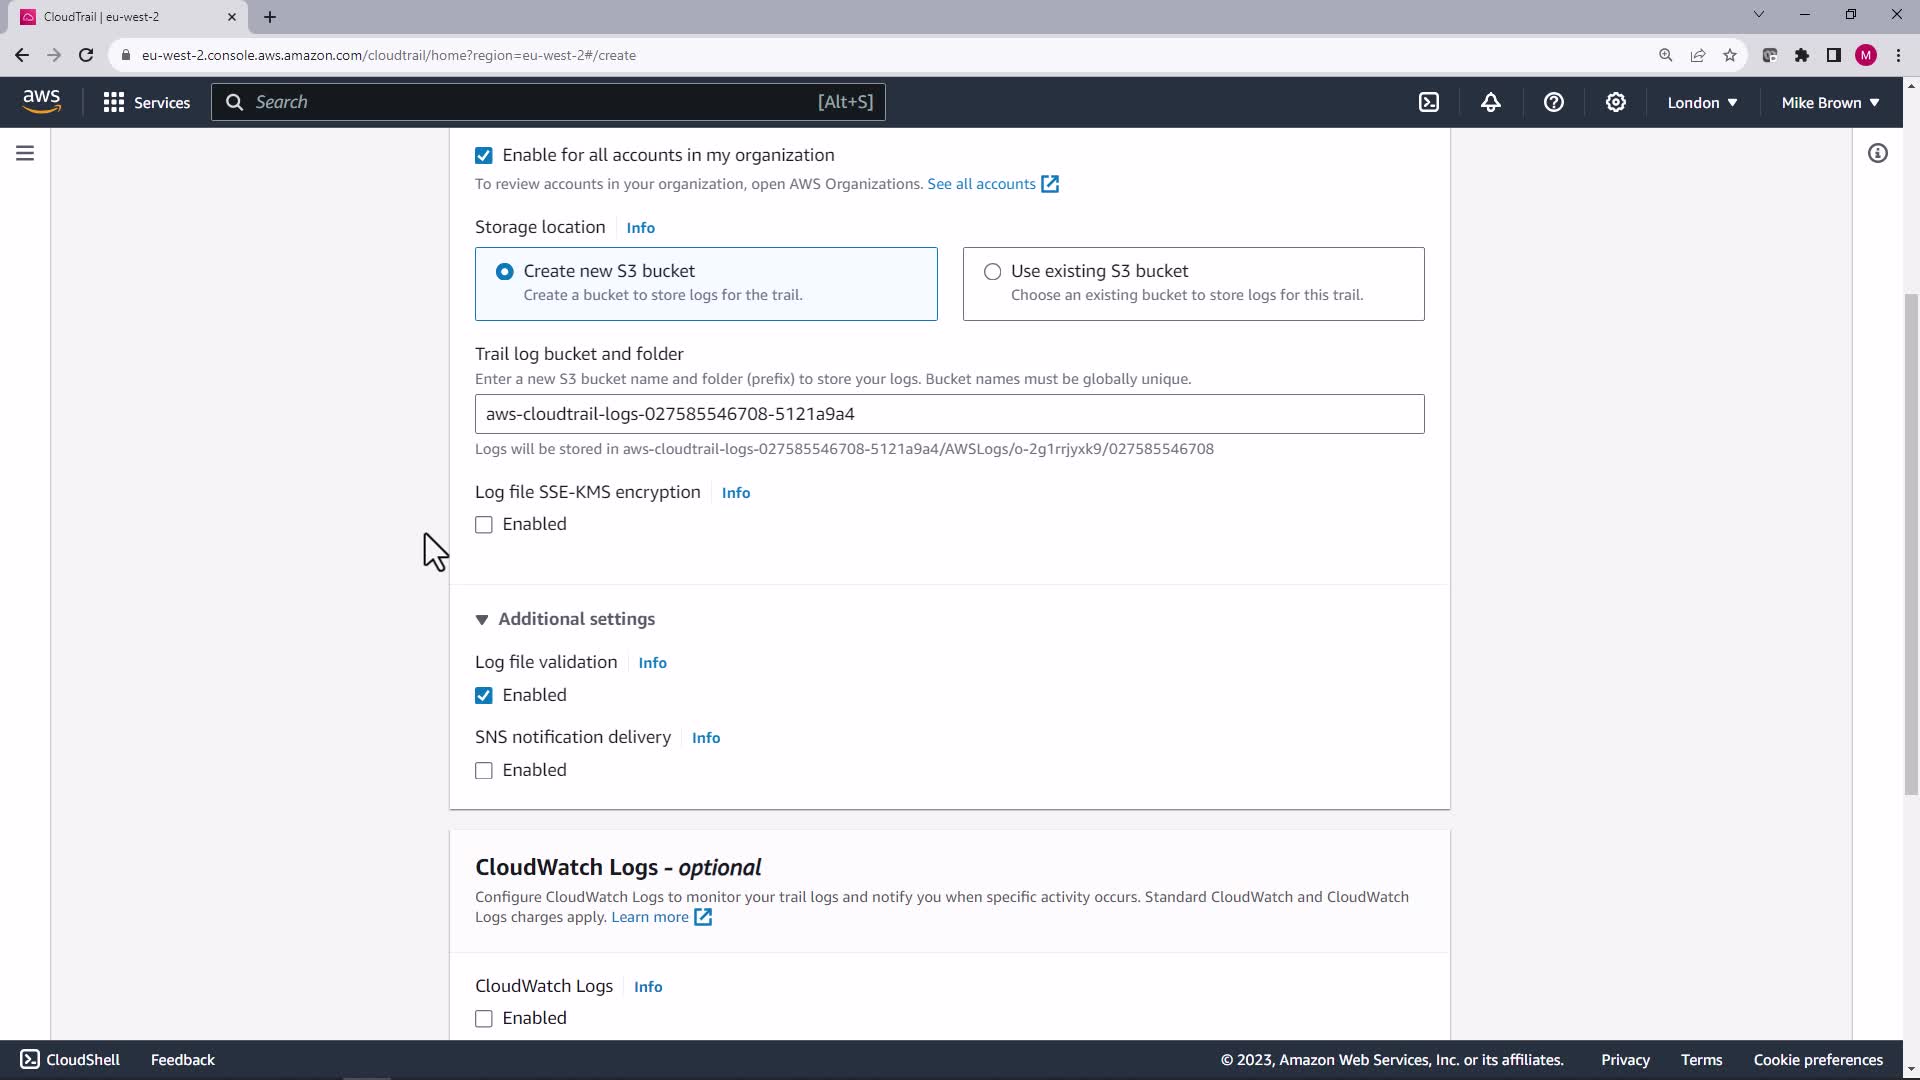 CloudTrail | eu-west-2
eu-west-2.console.aws.amazon.com/cloudtrail/home?region=eu-west-2#/create
M
aws
Services
Search
[Alt+S]
London
Mike Brown
Enable for all accounts in my organization
To review accounts in your organization, open AWS Organizations. See all accounts
Storage location
Info
Create new S3 bucket
Create a bucket to store logs for the trail.
Use existing S3 bucket
Choose an existing bucket to store logs for this trail.
Trail log bucket and folder
Enter a new S3 bucket name and folder (prefix) to store your logs. Bucket names must be globally unique.
aws-cloudtrail-logs-027585546708-5121a9a4
Logs will be stored in aws-cloudtrail-logs-027585546708-5121a9a4/AWSLogs/o-2g1rrjyxk9/027585546708
Log file SSE-KMS encryption
Info
Enabled
Additional settings
Log file validation
Info
Enabled
SNS notification delivery
Info
Enabled
CloudWatch Logs - optional
Configure CloudWatch Logs to monitor your trail logs and notify you when specific activity occurs. Standard CloudWatch and CloudWatch
Logs charges apply. Learn more
CloudWatch Logs
Info
Enabled
CloudShell
Feedback
© 2023, Amazon Web Services, Inc. or its affiliates.
Privacy
Terms
Cookie preferences